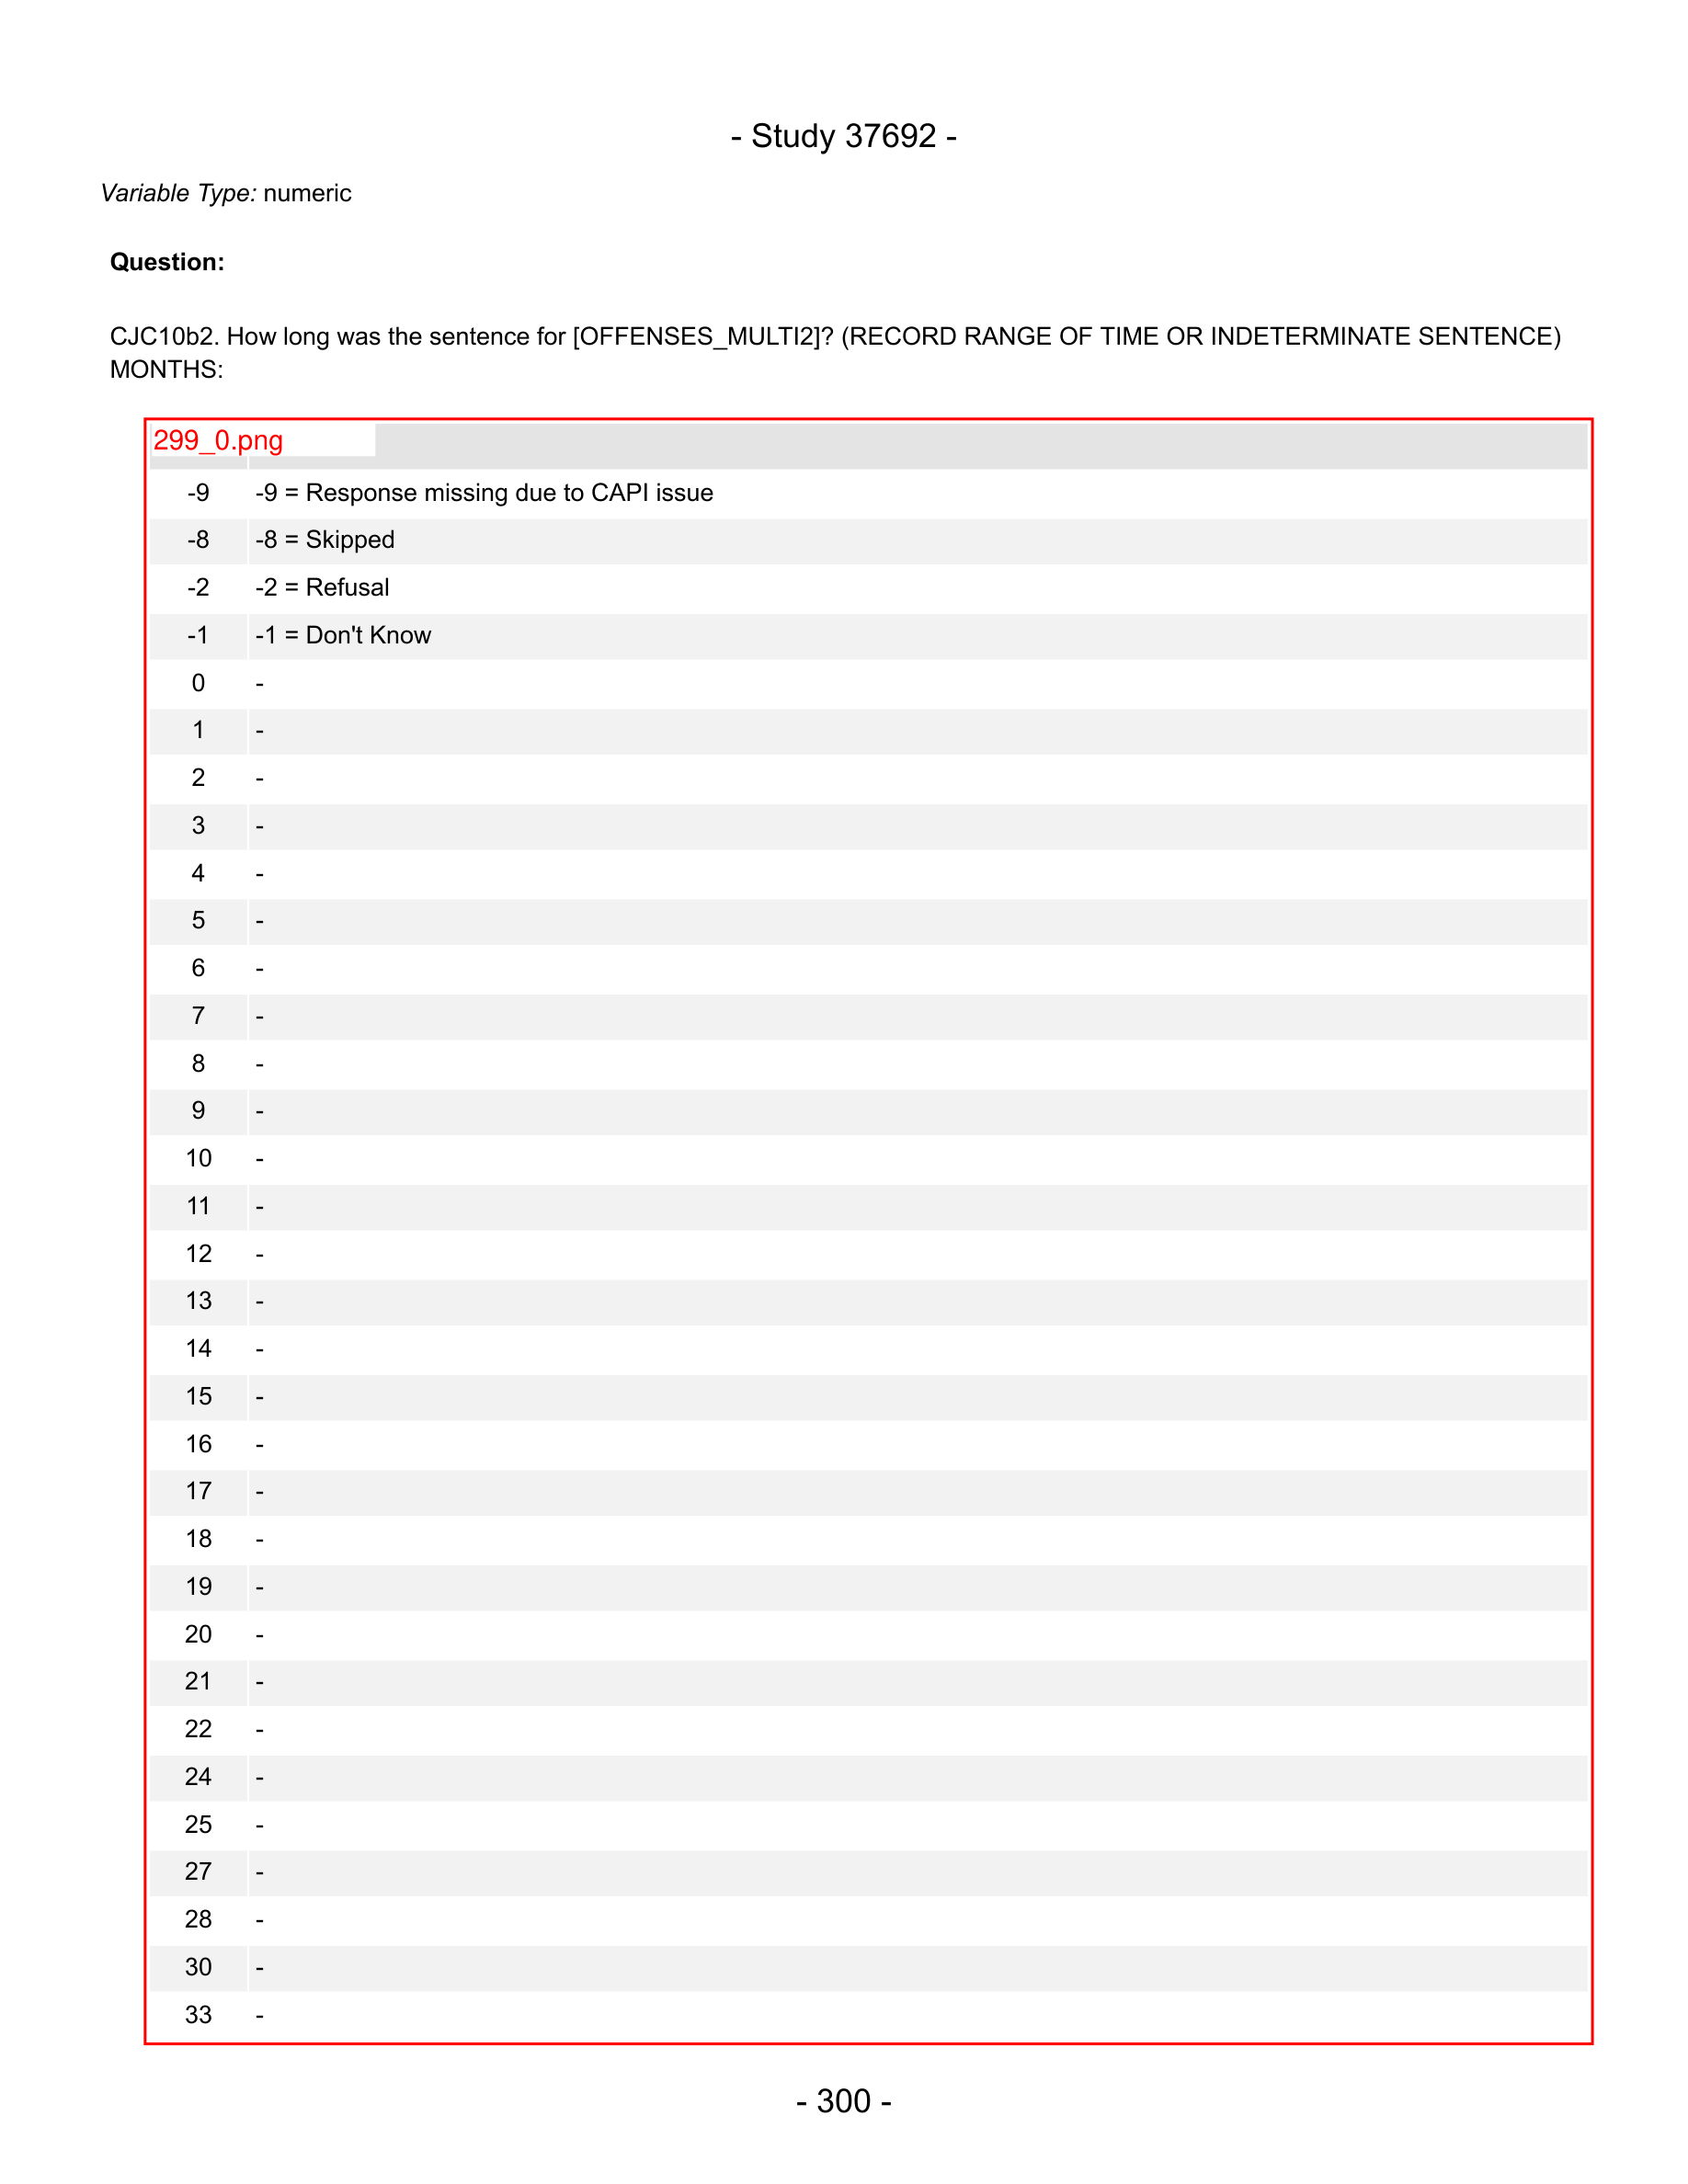 - Study 37692 -
Variable Type: numeric
Question:
CJC10b2. How long was the sentence for [OFFENSES_MULTI2]? (RECORD RANGE OF TIME OR INDETERMINATE SENTENCE)
MONTHS:
299_0.png
-9 -9 = Response missing due to CAPI issue
-8 -8 = Skipped
-2 -2 = Refusal
-1 -1 = Don't Know
0 -
1 -
2 -
3 -
4 -
5 -
6 -
7 -
8 -
9 -
10 -
11 -
12 -
13 -
14 -
15 -
16 -
17 -
18 -
19 -
20 -
21 -
22 -
24 -
25 -
27 -
28 -
30 -
33 -
- 300 -